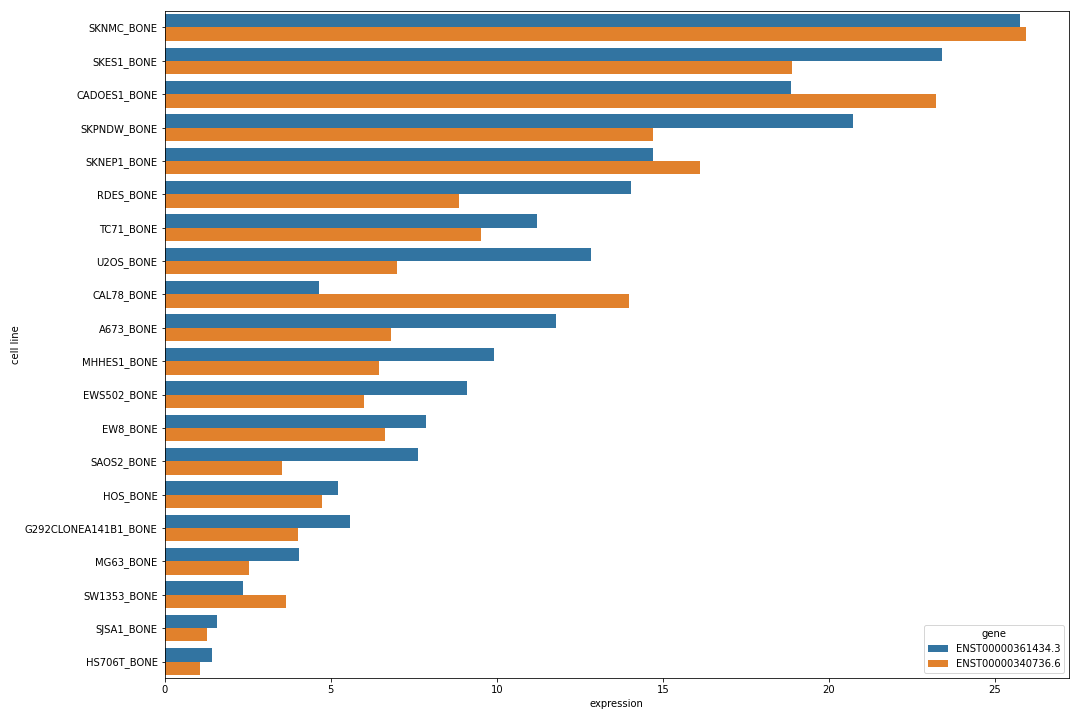 SKNMC_BONE
SKES1_BONE
CADOES1_BONE
SKPNDW_BONE
SKNEP1_BONE
RDES_BONE
TC71_BONE
U2OS_BONE
CAL78_BONE
A673_BONE
MHHES1_BONE
EWS502_BONE
EW8_BONE
SAOS2_BONE
HOS_BONE
G292CLONEA141B1_BONE
MG63_BONE
SW1353_BONE
SJSA1_BONE
HS706T_BONE
cell line
0 5 10 15 20 25
expression
gene
ENST00000361434.3
ENST00000340736.6